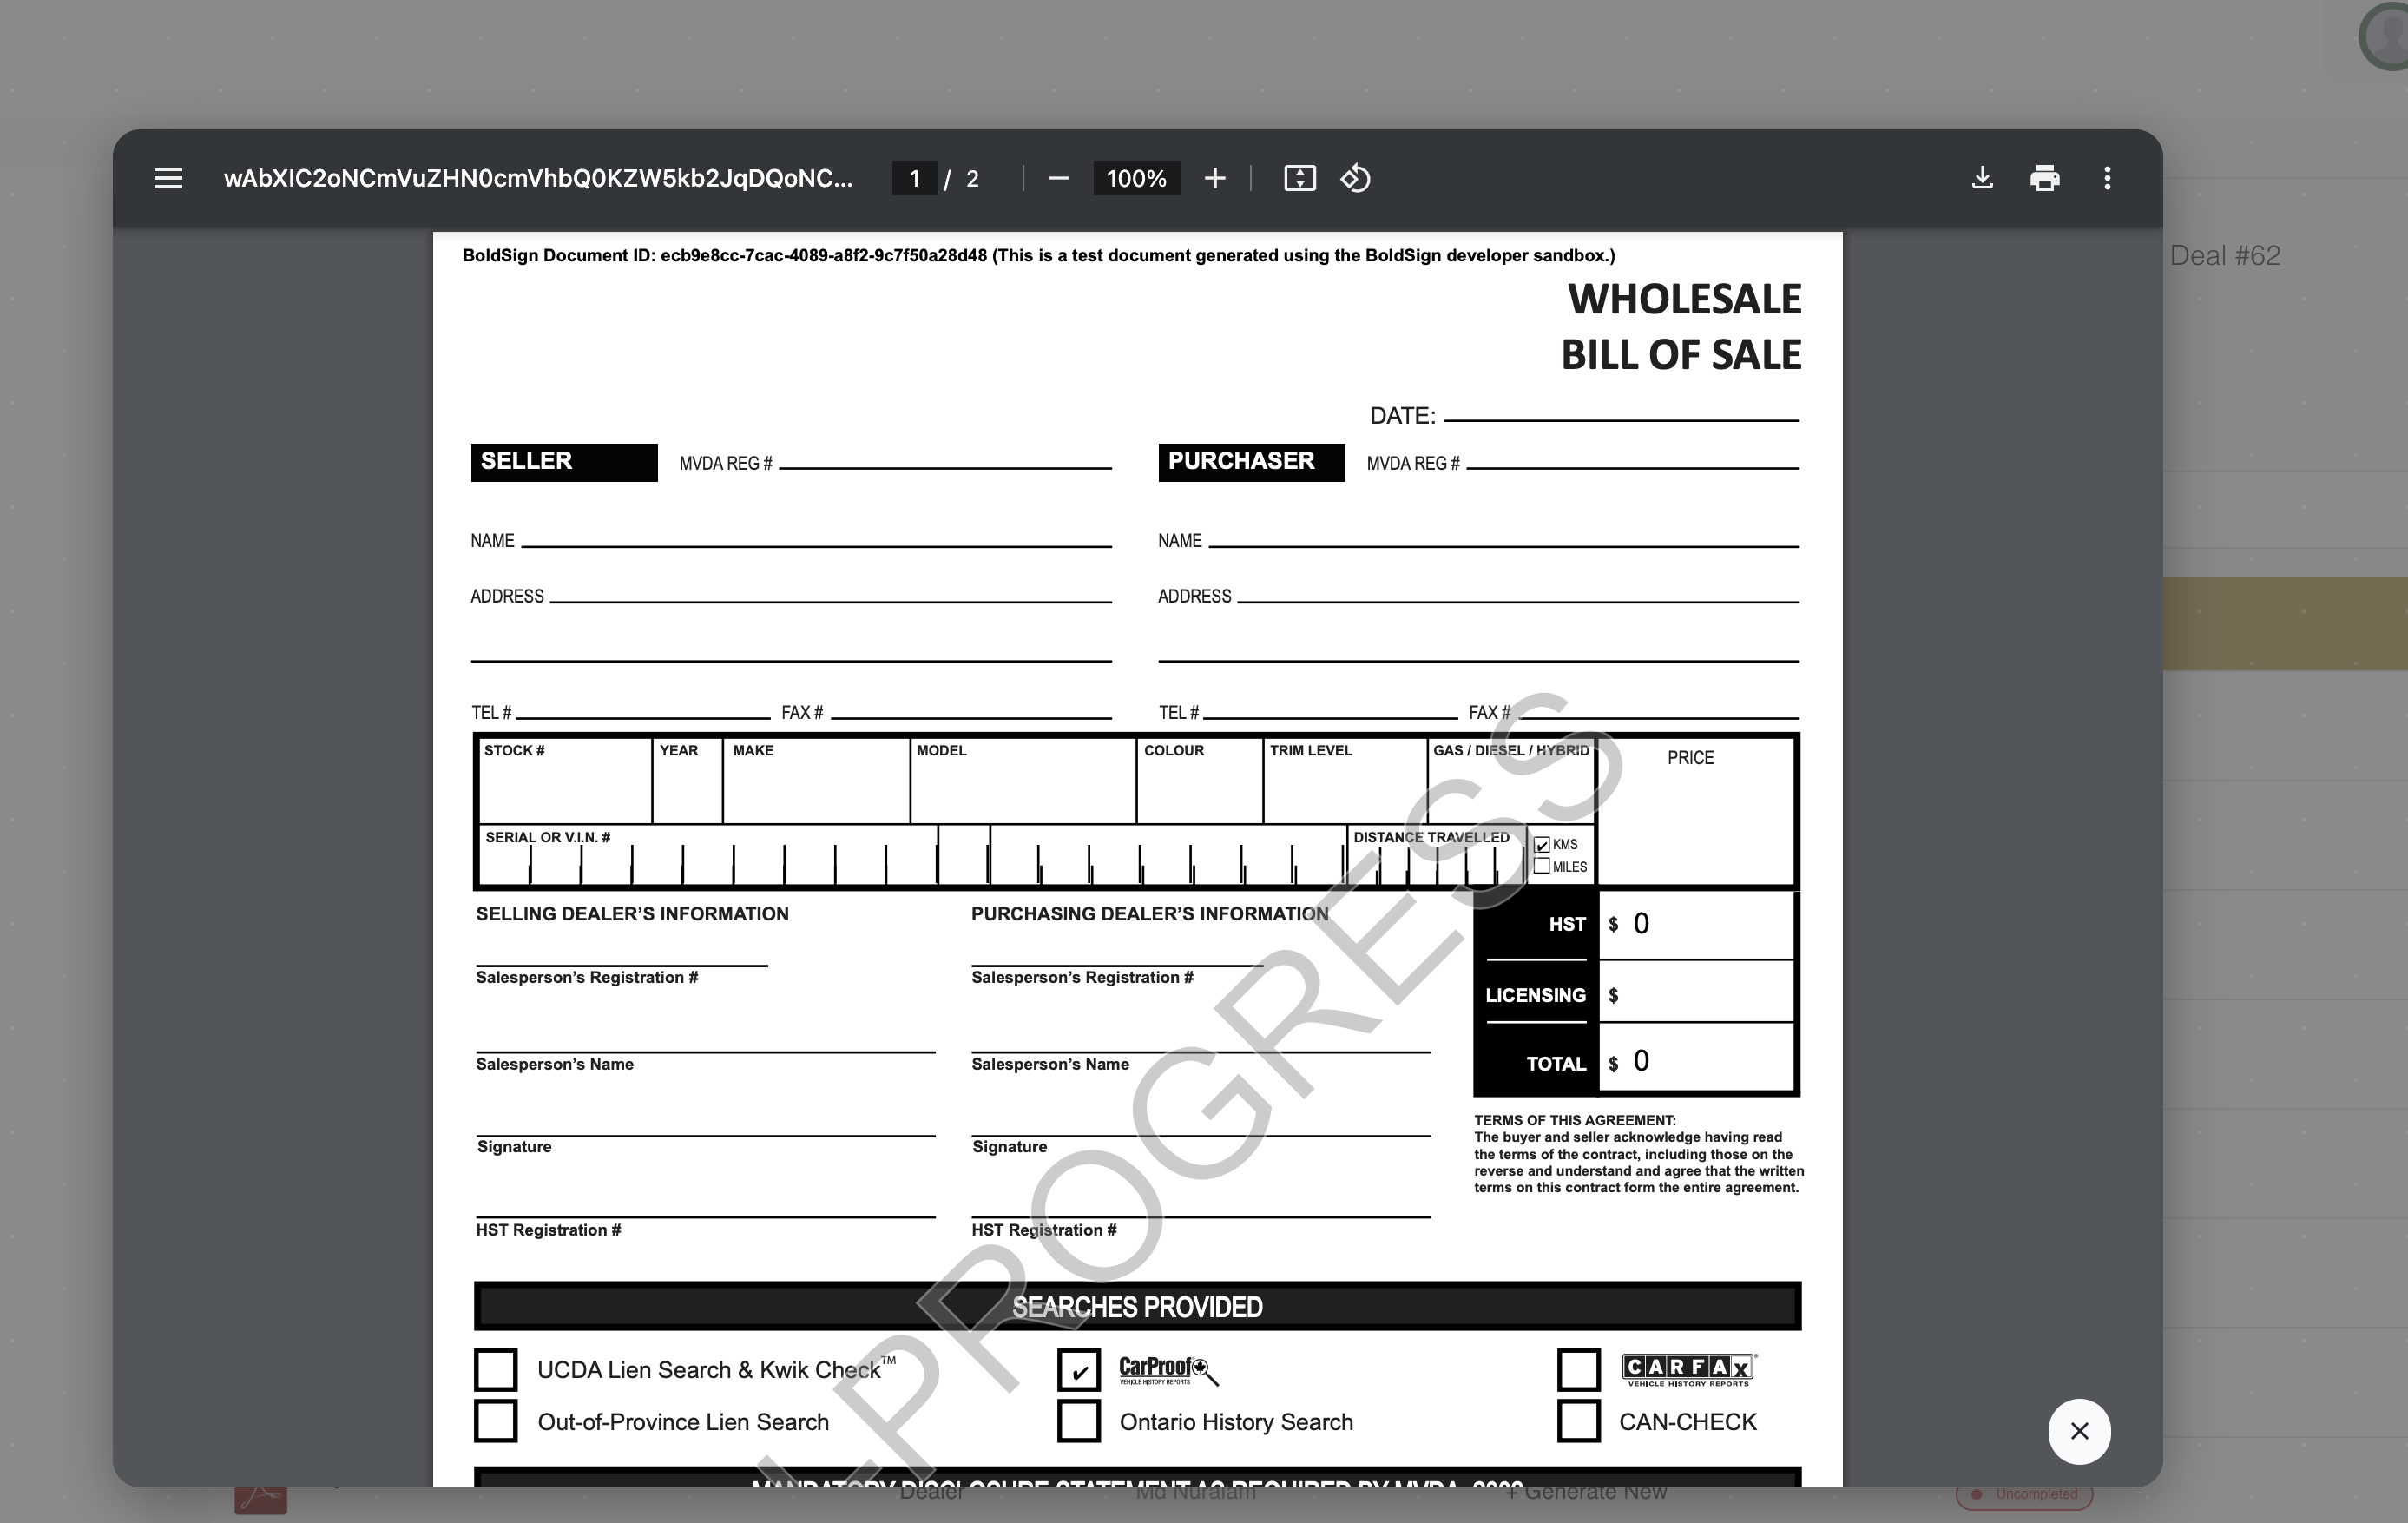 Deal #62
wAbXIC2oNCmVuZHN0cmVhbQ0KZW5kb2JqDQoNC... 1 / 2 100%
BoldSign Document ID: ecb9e8cc-7cac-4089-a8f2-9c7f50a28d48 (This is a test document generated using the BoldSign developer sandbox.)
WHOLESALE
BILL OF SALE
DATE:
SELLER MVDA REG # PURCHASER MVDA REG #
NAME NAME
ADDRESS ADDRESS
TEL # FAX # TEL # FAX #
STOCK # YEAR MAKE MODEL COLOUR TRIM LEVEL GAS / DIESEL / HYBRID PRICE
SERIAL OR V.I.N. # DISTANCE TRAVELLED KMS
MILES
SELLING DEALER'S INFORMATION PURCHASING DEALER'S INFORMATION HST $ 0
Salesperson's Registration # Salesperson's Registration #
LICENSING $
Salesperson's Name Salesperson's Name TOTAL $ 0
TERMS OF THIS AGREEMENT:
The buyer and seller acknowledge having read
the terms of the contract, including those on the
reverse and understand and agree that the written
terms on this contract form the entire agreement.
Signature Signature
HST Registration # HST Registration #
SEARCHES PROVIDED
UCDA Lien Search & Kwik Check™ CarProof VEHICLE HISTORY REPORTS CARFAX VEHICLE HISTORY REPORTS
Out-of-Province Lien Search Ontario History Search CAN-CHECK
MANDATORY DISCLOSURE STATEMENT AS REQUIRED BY MVDA, 2002
-PROGRESS
Dealer Md Nuralam + Generate New Uncompleted